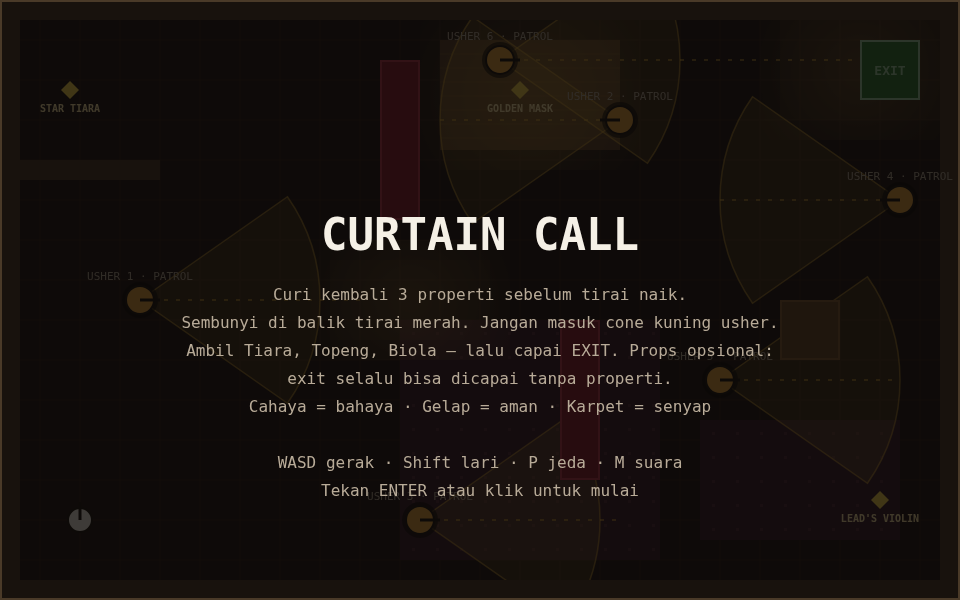 USHER 6 · PATROL
EXIT
USHER 2 · PATROL
STAR TIARA
GOLDEN MASK
USHER 4 · PATROL
CURTAIN CALL
USHER 1 · PATROL
Curi kembali 3 properti sebelum tirai naik.
Sembunyi di balik tirai merah. Jangan masuk cone kuning usher.
Ambil Tiara, Topeng, Biola — lalu capai EXIT. Props opsional:
exit selalu bisa dicapai tanpa properti.
Cahaya = bahaya · Gelap = aman · Karpet = senyap
WASD gerak · Shift lari · P jeda · M suara
Tekan ENTER atau klik untuk mulai
LEAD'S VIOLIN